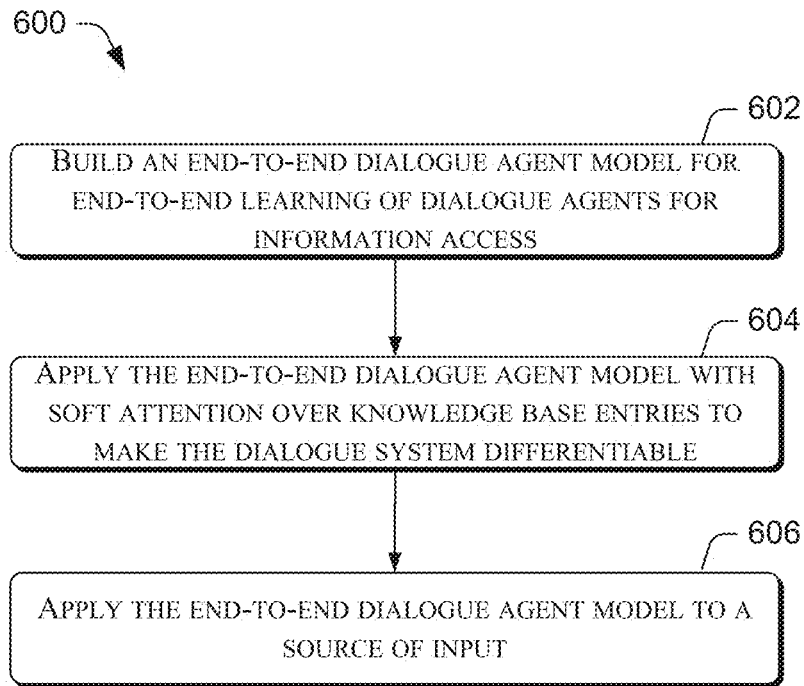 600
602
BUILD AN END-TO-END DIALOGUE AGENT MODEL FOR
END-TO-END LEARNING OF DIALOGUE AGENTS FOR
INFORMATION ACCESS
604
APPLY THE END-TO-END DIALOGUE AGENT MODEL WITH
SOFT ATTENTION OVER KNOWLEDGE BASE ENTRIES TO
MAKE THE DIALOGUE SYSTEM DIFFERENTIABLE
606
APPLY THE END-TO-END DIALOGUE AGENT MODEL TO A
SOURCE OF INPUT